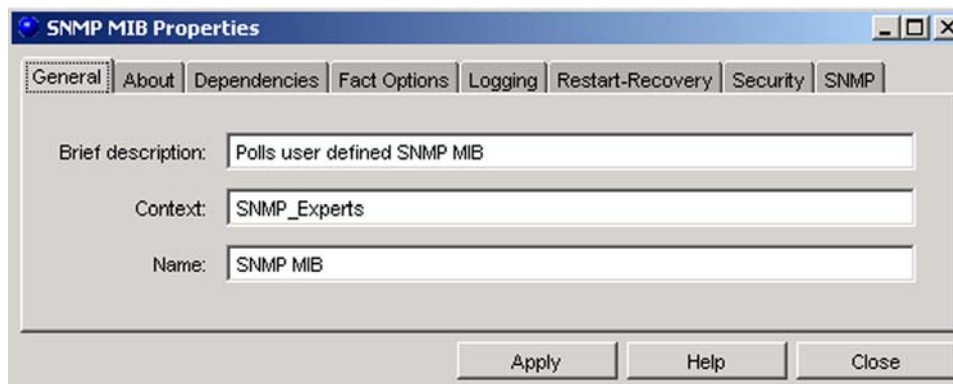 SNMP MIB Properties
General About Dependencies Fact Options Logging Restart-Recovery Security SNMP
Brief description: Polls user defined SNMP MIB
Context: SNMP_Experts
Name: SNMP MIB
Apply Help Close